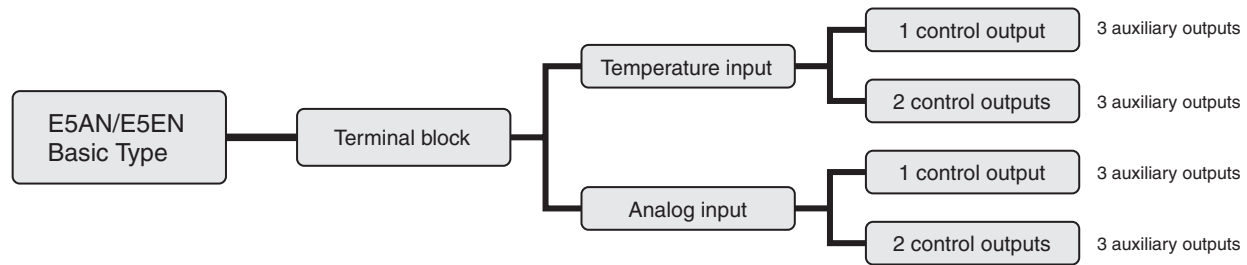 E5AN/E5EN
Basic Type
Terminal block
Temperature input
1 control output
3 auxiliary outputs
2 control outputs
3 auxiliary outputs
Analog input
1 control output
3 auxiliary outputs
2 control outputs
3 auxiliary outputs